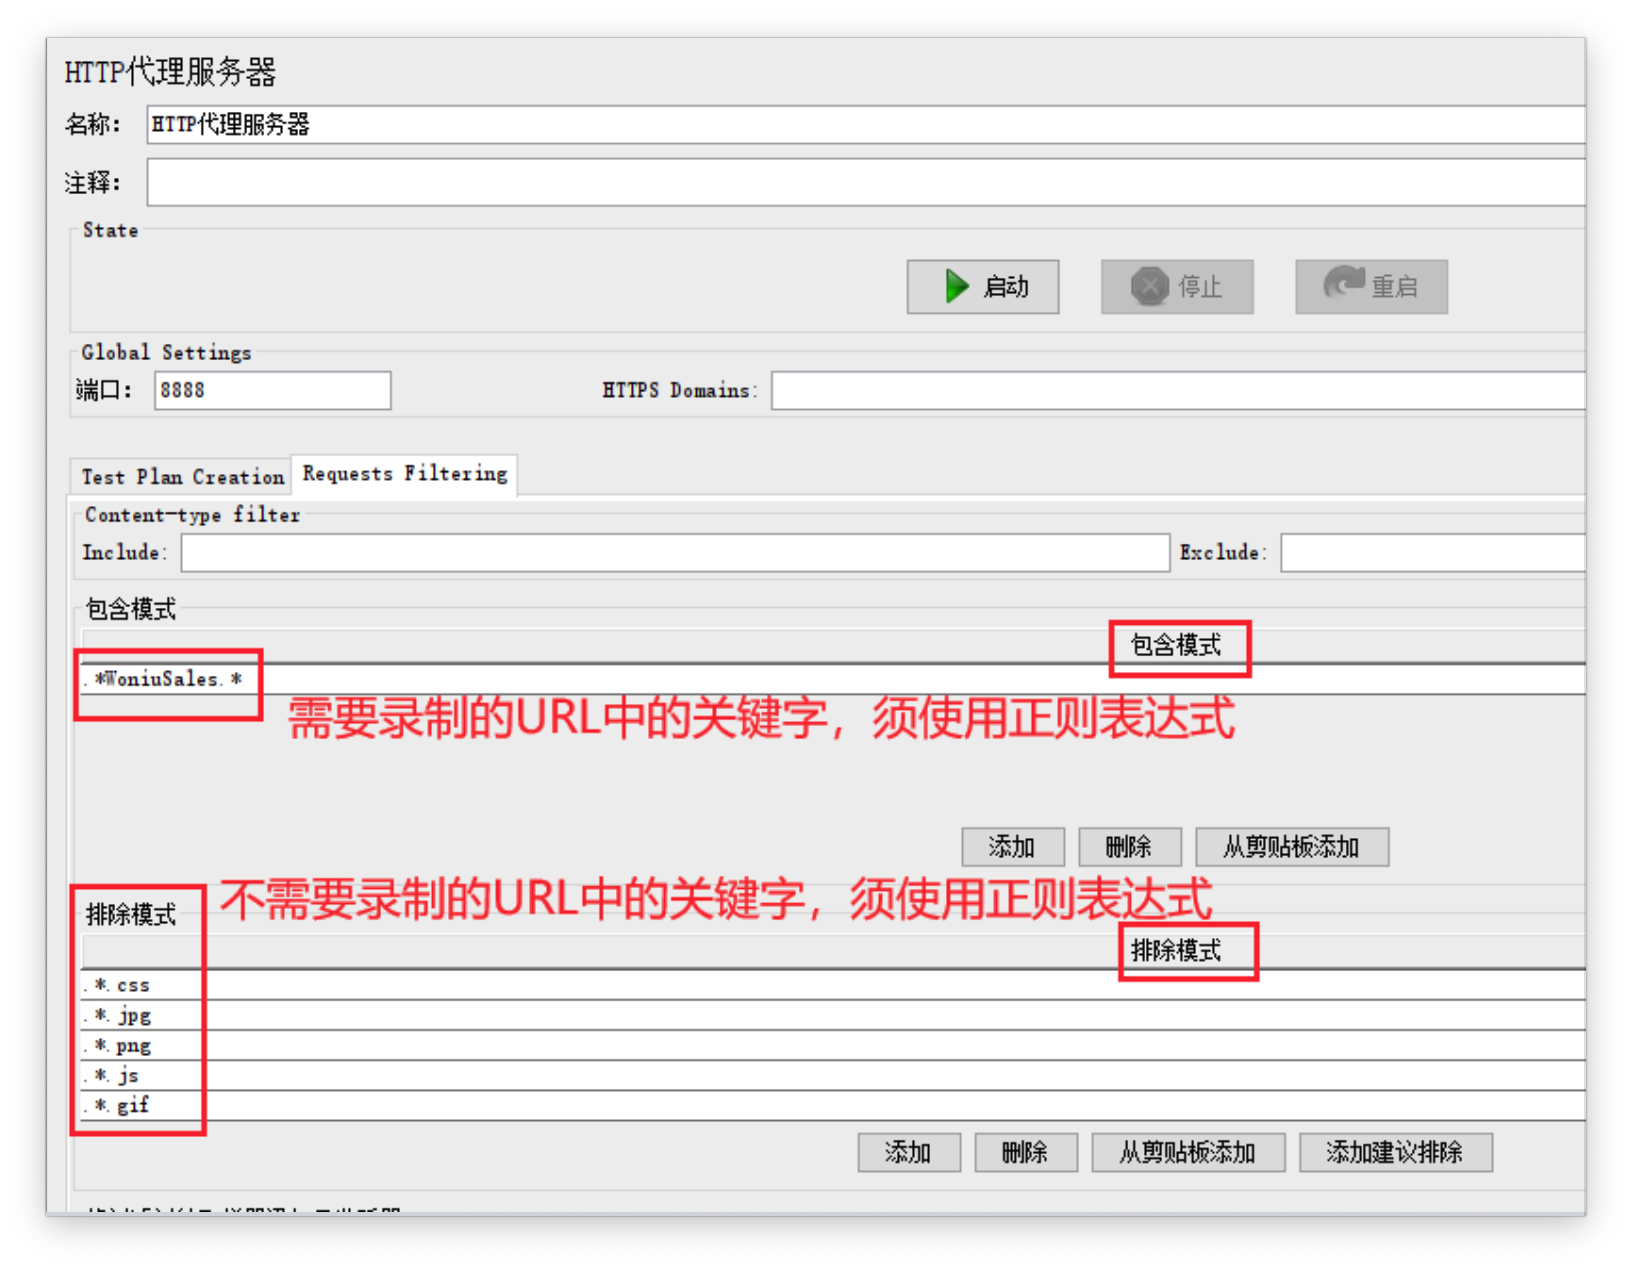 HTTP代理服务器
名称： HTTP代理服务器
注释：
State
启动 停止 重启
Global Settings
端口： 8888 HTTPS Domains:
Test Plan Creation Requests Filtering
Content-type filter
Include: Exclude:
包含模式
包含模式
.*WoniuSales.*
需要录制的URL中的关键字，须使用正则表达式
添加 删除 从剪贴板添加
不需要录制的URL中的关键字，须使用正则表达式
排除模式
排除模式
.*.css
.*.jpg
.*.png
.*.js
.*.gif
添加 删除 从剪贴板添加 添加建议排除